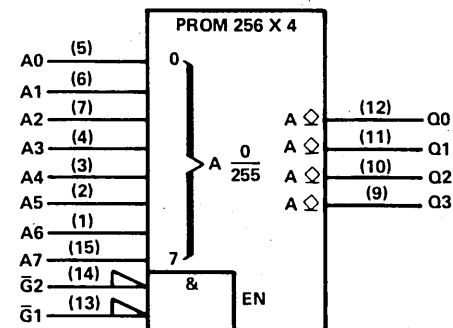 PROM 256 X 4
A0 (5) 0
A1 (6)
A2 (7) A ◇ (12) Q0
A3 (4) A ◇ (11) Q1
A4 (3) A 0/255 A ◇ (10) Q2
A5 (2) A ◇ (9) Q3
A6 (1)
A7 (15) 7
G̅2 (14) &
G̅1 (13) EN